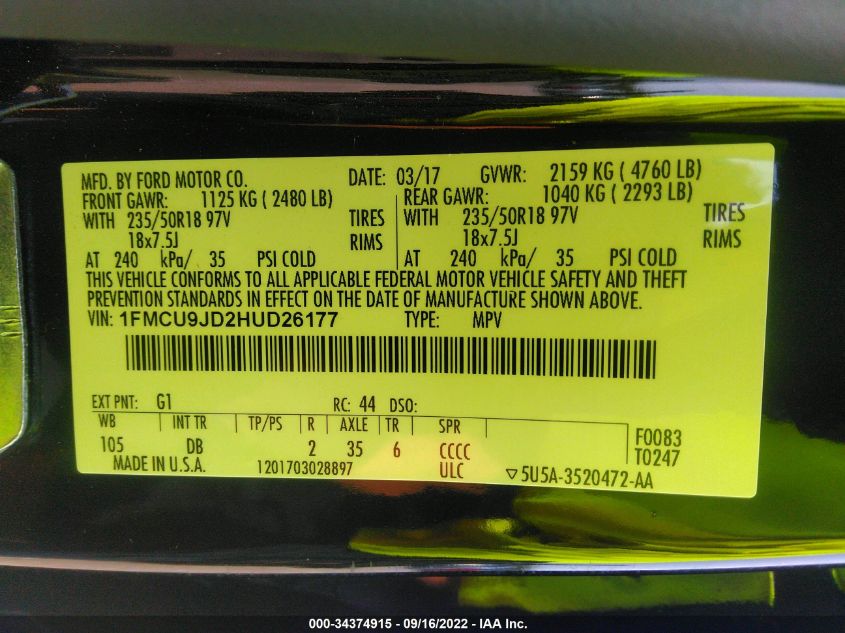 MFD. BY FORD MOTOR CO. DATE: 03/17 GVWR: 2159 KG ( 4760 LB)
FRONT GAWR: 1125 KG ( 2480 LB) REAR GAWR: 1040 KG ( 2293 LB)
WITH 235/50R18 97V TIRES WITH 235/50R18 97V TIRES
18x7.5J RIMS 18x7.5J RIMS
AT 240 kPa/ 35 PSI COLD AT 240 kPa/ 35 PSI COLD
THIS VEHICLE CONFORMS TO ALL APPLICABLE FEDERAL MOTOR VEHICLE SAFETY AND THEFT
PREVENTION STANDARDS IN EFFECT ON THE DATE OF MANUFACTURE SHOWN ABOVE.
VIN: 1FMCU9JD2HUD26177 TYPE: MPV
EXT PNT: G1 RC: 44 DSO:
WB INT TR TP/PS R AXLE TR SPR
105 DB 2 35 6 CCCC
F0083
T0247
MADE IN U.S.A. 1201703028897 ULC ▽5U5A-3520472-AA
000-34374915 - 09/16/2022 - IAA Inc.